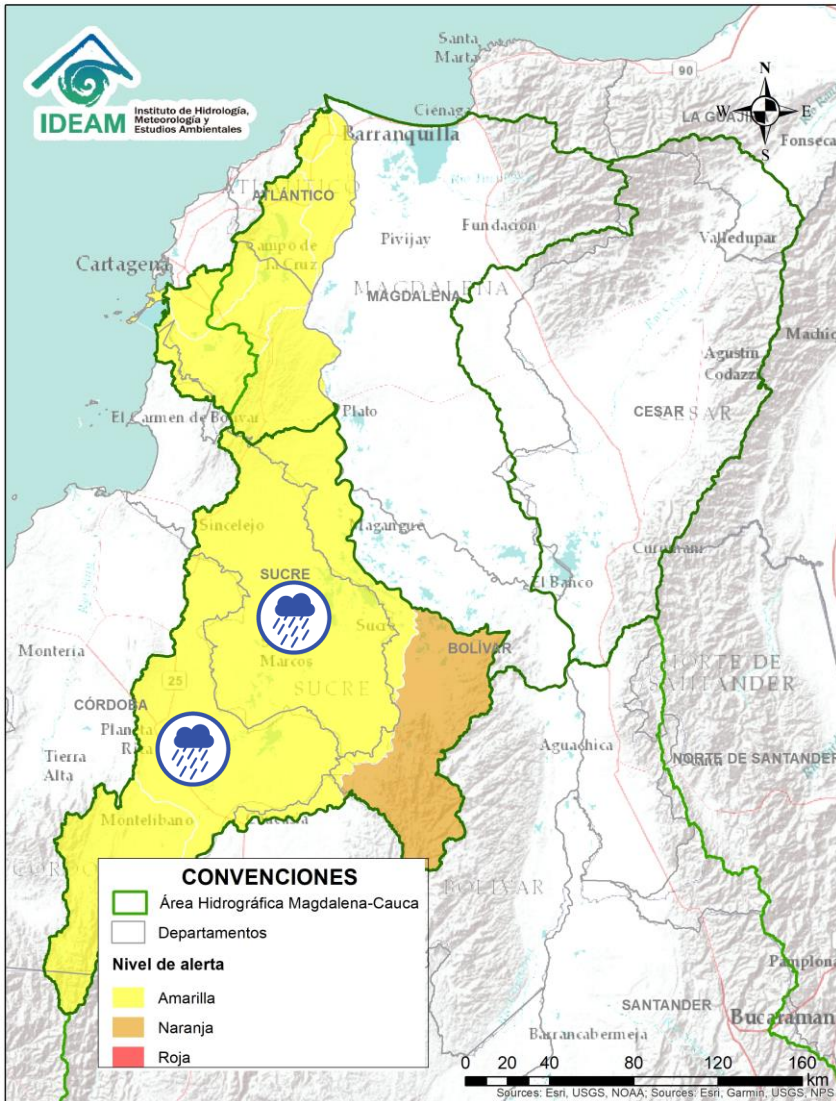 IDEAM
Instituto de Hidrología,
Meteorología y
Estudios Ambientales
Santa
Marta
90
N
W
E
S
Ciénaga
LA GUAJI
Fonseca
Barranquilla
ATLÁNTICO
Pivijay
Fundación
Valledupar
Campo de
la Cruz
Cartagena
MAGDALENA
MAGDALENA
Agustín
Codazzi
El Carmen de Bolívar
Plato
CESAR
CESAR
Sincelejo
Magangué
Curumaní
SUCRE
El Banco
Sucre
Montería
Marcos
BOLÍVAR
NORTE DE
SANTANDER
25
SUCRE
CÓRDOBA
Planeta
Rica
Tierra
Alta
Aguachica
NORTE DE SANTANDER
Montelíbano
BOLÍVAR
CONVENCIONES
Área Hidrográfica Magdalena-Cauca
Departamentos
Nivel de alerta
Amarilla
Naranja
Roja
Pamplona
SANTANDER
Bucaraman
Barrancabermeja
0 20 40 80 120 160
km
Sources: Esri, USGS, NOAA; Sources: Esri, Garmin, USGS, NPS